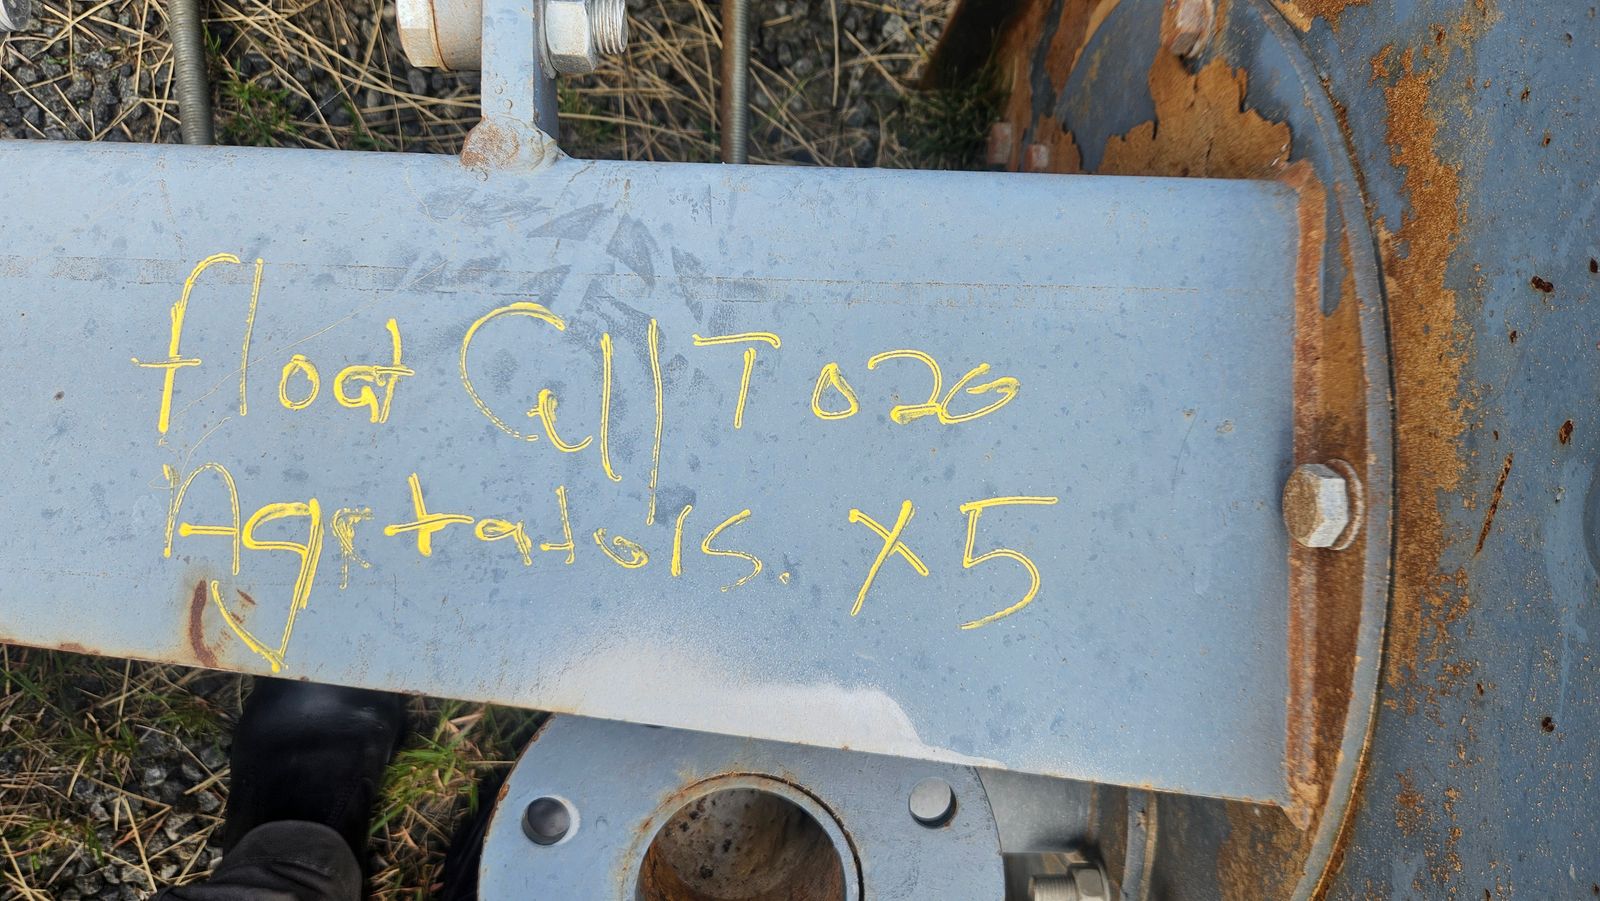 float Cell T026
Agitators. X5